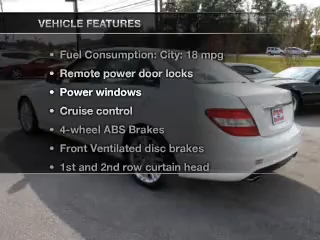 VEHICLE FEATURES
Fuel Consumption: City: 18 mpg
Remote power door locks
Power windows
Cruise control
4-wheel ABS Brakes
Front Ventilated disc brakes
1st and 2nd row curtain head